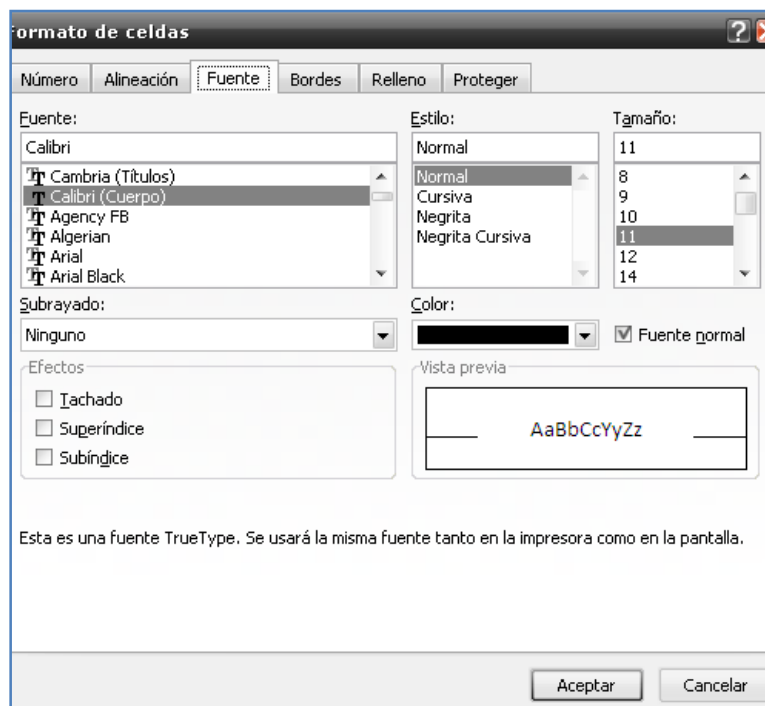 Formato de celdas
Número Alineación Fuente Bordes Relleno Proteger
Fuente: Estilo: Tamaño:
Calibri Normal 11
Cambria (Títulos) Normal 8
Calibri (Cuerpo) Cursiva 9
Agency FB Negrita 10
Algerian Negrita Cursiva 11
Arial 12
Arial Black 14
Subrayado: Color:
Ninguno Fuente normal
Efectos Vista previa
Tachado
Superíndice AaBbCcYyZz
Subíndice
Esta es una fuente TrueType. Se usará la misma fuente tanto en la impresora como en la pantalla.
Aceptar Cancelar